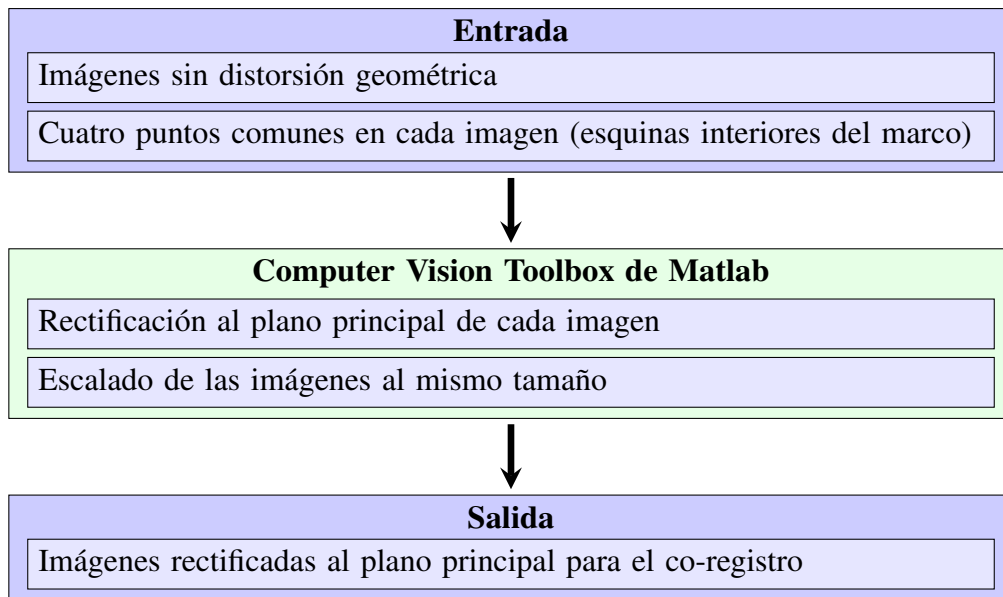 Entrada
Imágenes sin distorsión geométrica
Cuatro puntos comunes en cada imagen (esquinas interiores del marco)
Computer Vision Toolbox de Matlab
Rectificación al plano principal de cada imagen
Escalado de las imágenes al mismo tamaño
Salida
Imágenes rectificadas al plano principal para el co-registro